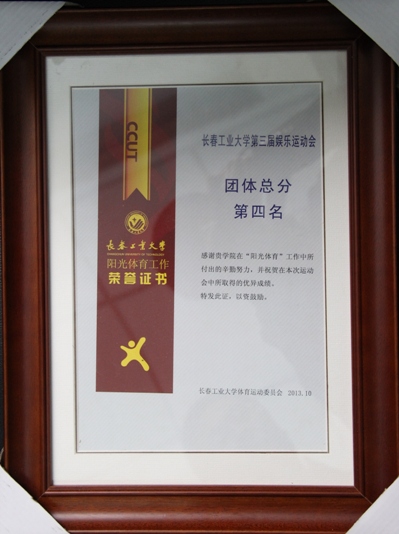 CCUT
长春工业大学
CHANGCHUN UNIVERSITY OF TECHNOLOGY
阳光体育工作
荣誉证书
长春工业大学第三届娱乐运动会
团体总分
第四名
感谢贵学院在“阳光体育”工作中所
付出的辛勤努力，并祝贺在本次运动
会中所取得的优异成绩。
特发此证，以资鼓励。
长春工业大学体育运动委员会 2013.10